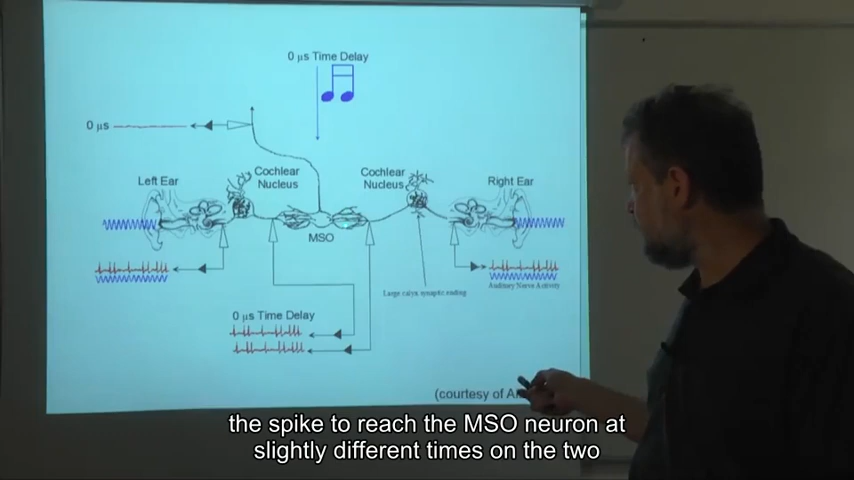 0 μs Time Delay
0 μs
Cochlear
Nucleus
Cochlear
Nucleus
Left Ear
Right Ear
MSO
Large calyx synaptic ending
Auditory Nerve Activity
0 μs Time Delay
(courtesy of
the spike to reach the MSO neuron at
slightly different times on the two